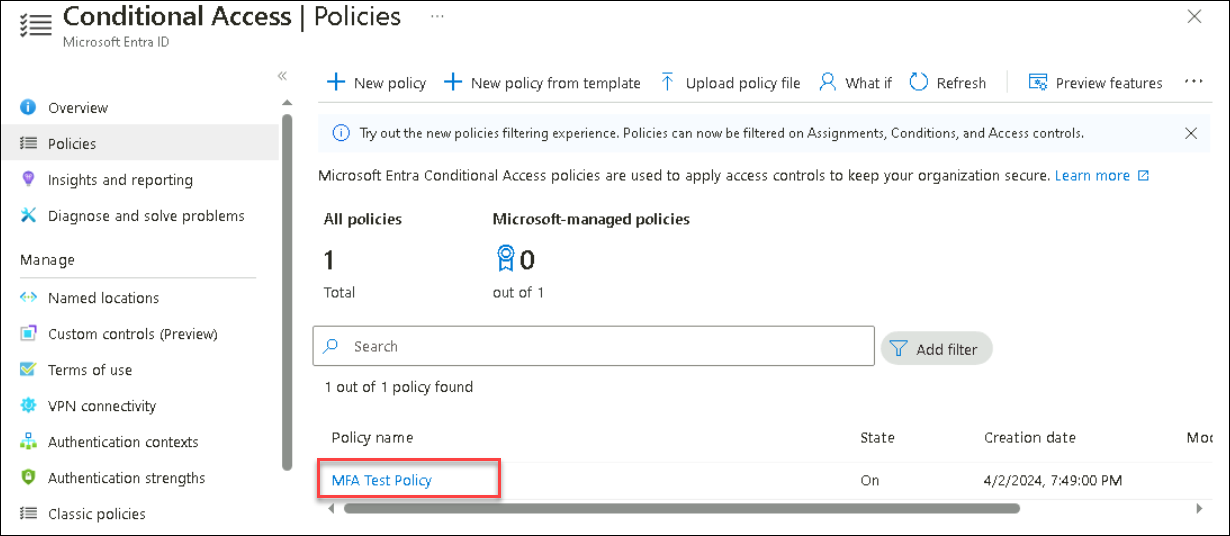 Conditional Access | Policies ...
Microsoft Entra ID
New policy New policy from template Upload policy file What if Refresh Preview features ...
Overview
Policies
Insights and reporting
Diagnose and solve problems
Manage
Named locations
Custom controls (Preview)
Terms of use
VPN connectivity
Authentication contexts
Authentication strengths
Classic policies
Try out the new policies filtering experience. Policies can now be filtered on Assignments, Conditions, and Access controls.
Microsoft Entra Conditional Access policies are used to apply access controls to keep your organization secure. Learn more
All policies Microsoft-managed policies
1 0
Total out of 1
Search Add filter
1 out of 1 policy found
Policy name State Creation date Mod
MFA Test Policy On 4/2/2024, 7:49:00 PM